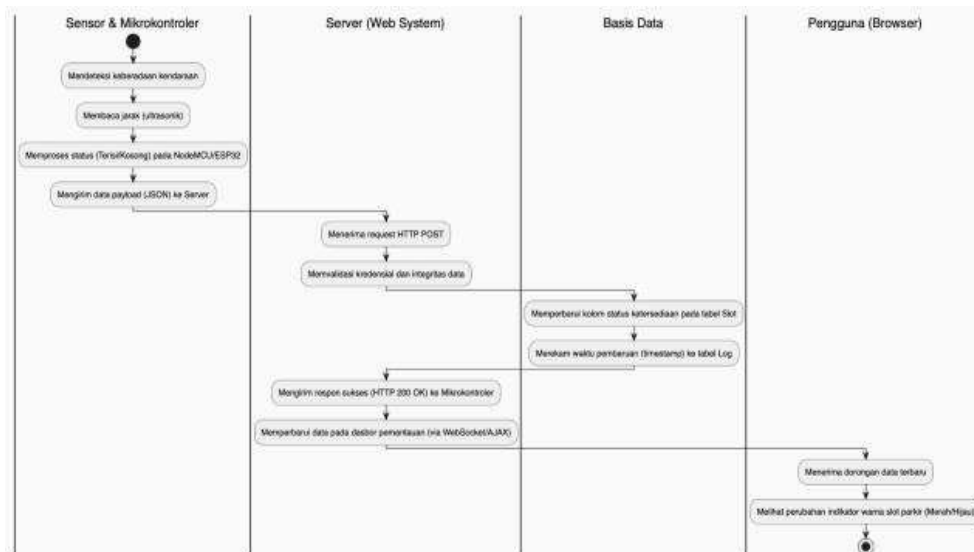 Sensor & Mikrokontroler
Server (Web System)
Basis Data
Pengguna (Browser)
Mendeteksi keberadaan kendaraan
Membaca jarak (ultrasonik)
Memproses status (Terisi/Kosong) pada NodeMCU/ESP32
Mengirim data payload (JSON) ke Server
Menerima request HTTP POST
Memvalidasi kredensial dan integritas data
Memperbarui kolom status ketersediaan pada tabel Slot
Merekam waktu pembaruan (timestamp) ke tabel Log
Mengirim respon sukses (HTTP 200 OK) ke Mikrokontroler
Memperbarui data pada dasbor pemantauan (via WebSocket/AJAX)
Menerima dorongan data terbaru
Melihat perubahan indikator warna slot parkir (Merah/Hijau)